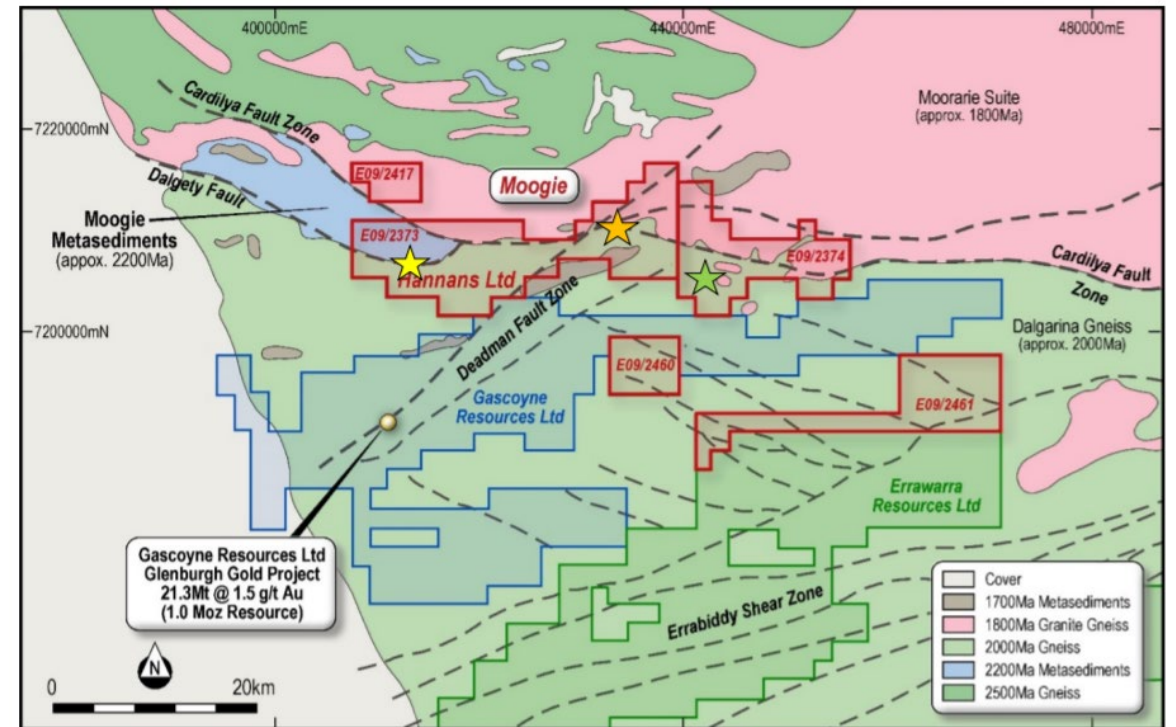 400000mE
440000mE
480000mE
Cardilya Fault Zone
Moorarie Suite
(approx. 1800Ma)
7220000mN
E09/2417
Moogie
Dalgety Fault
Moogie
Metasediments
(appox. 2200Ma)
E09/2373
E09/2374
Hannans Ltd
Cardilya Fault
Zone
7200000mN
Deadman Fault Zone
Dalgarina Gneiss
(approx. 2000Ma)
E09/2460
Gascoyne
Resources Ltd
E09/2461
Errawarra
Resources Ltd
Gascoyne Resources Ltd
Glenburgh Gold Project
21.3Mt @ 1.5 g/t Au
(1.0 Moz Resource)
Errabiddy Shear Zone
Cover
1700Ma Metasediments
1800Ma Granite Gneiss
2000Ma Gneiss
2200Ma Metasediments
2500Ma Gneiss
N
0
20km